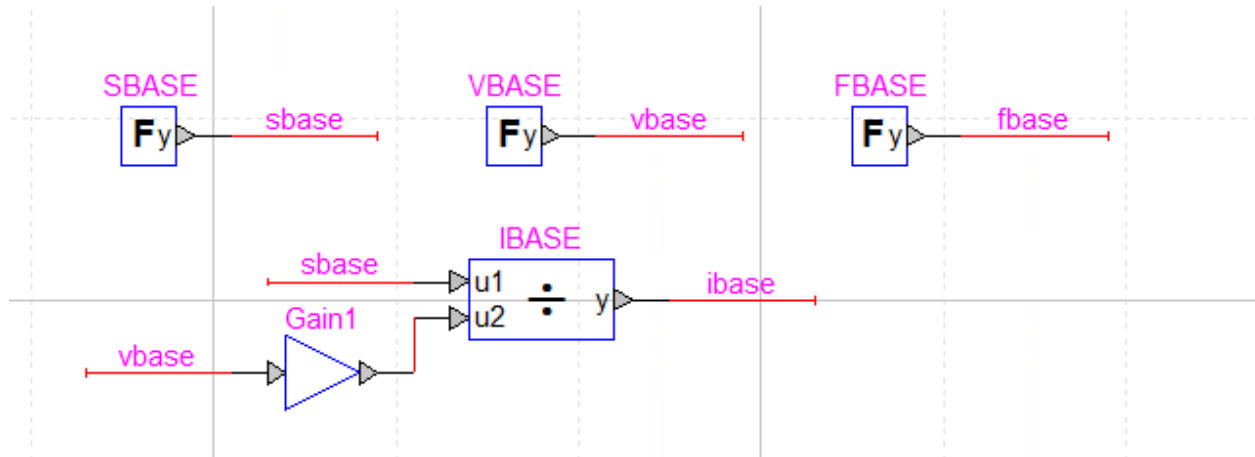 SBASE
VBASE
FBASE
F y
sbase
F y
vbase
F y
fbase
IBASE
sbase
u1
÷
y
ibase
u2
Gain1
vbase